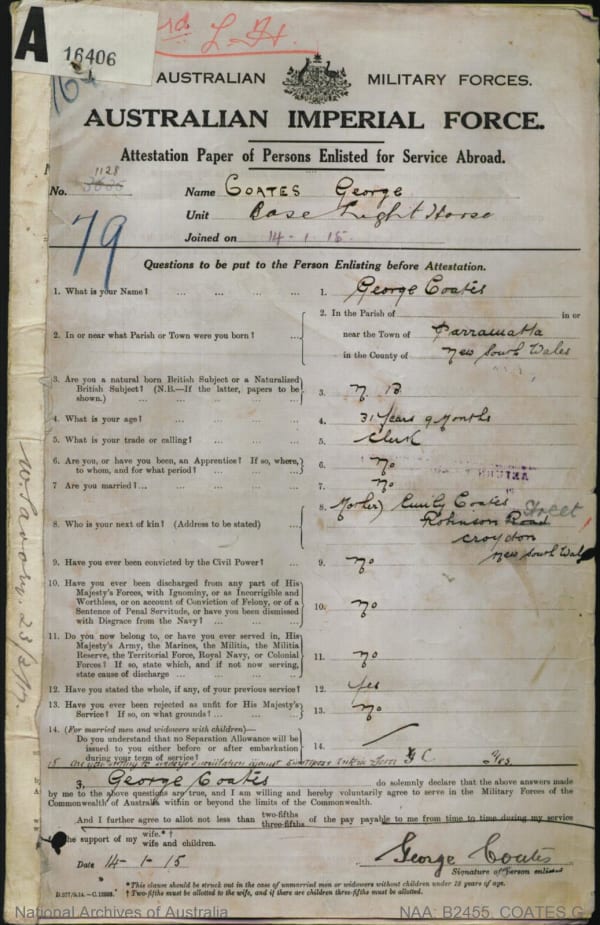 A
16406
rd L.H.
AUSTRALIAN MILITARY FORCES.
AUSTRALIAN IMPERIAL FORCE.
Attestation Paper of Persons Enlisted for Service Abroad.
1128
No. Name COATES George
Unit Base Light Horse
Joined on 14-1-15
79
Questions to be put to the Person Enlisting before Attestation.
1. What is your Name? ... ... ... ... 1. George Coates
2. In or near what Parish or Town were you born? ... 2. In the Parish of in or
near the Town of Parramatta
in the County of New South Wales
3. Are you a natural born British Subject or a Naturalized
British Subject? (N.B.—If the latter, papers to be
shown.) ... ... ... ... 3. N. B
4. What is your age? ... ... ... ... 4. 31 Years 9 Months
5. What is your trade or calling? ... ... ... 5. Clerk
6. Are you, or have you been, an Apprentice? If so, where,
to whom, and for what period? ... ... ... 6. No
7 Are you married? ... ... ... ... 7. No
8. Who is your next of kin? (Address to be stated) ... 8. (Mother) Emily Coates
Robinson Road Street
Croydon
New South Wales
9. Have you ever been convicted by the Civil Power? ... 9. No
10. Have you ever been discharged from any part of His
Majesty's Forces, with Ignominy, or as Incorrigible and
Worthless, or on account of Conviction of Felony, or of a
Sentence of Penal Servitude, or have you been dismissed
with Disgrace from the Navy? ... ... ... 10. No
11. Do you now belong to, or have you ever served in, His
Majesty's Army, the Marines, the Militia, the Militia
Reserve, the Territorial Force, Royal Navy, or Colonial
Forces? If so, state which, and if not now serving,
state cause of discharge ... ... ... 11. No
12. Have you stated the whole, if any, of your previous service? 12. Yes
13. Have you ever been rejected as unfit for His Majesty's
Service? If so, on what grounds? ... ... ... 13. No
14. (For married men and widowers with children)—
Do you understand that no Separation Allowance will be
issued to you either before or after embarkation
during your term of service? 14.
15 Are you willing to undergo inoculation against Smallpox Enteric Fever G C. Yes
I, George Coates do solemnly declare that the above answers made
by me to the above questions are true, and I am willing and hereby voluntarily agree to serve in the Military Forces of the
Commonwealth of Australia within or beyond the limits of the Commonwealth.
And I further agree to allot not less than two-fifths three-fifths of the pay payable to me from time to time during my service
the support of my wife.* † wife and children.
Date 14-1-15 George Coates
Signature of person enlisted
D.277/9.14.—C.12898. *This clause should be struck out in the case of unmarried men or widowers without children under 18 years of age.
† Two-fifths must be allotted to the wife, and if there are children three-fifths must be allotted.
National Archives of Australia NAA: B2455, COATES G